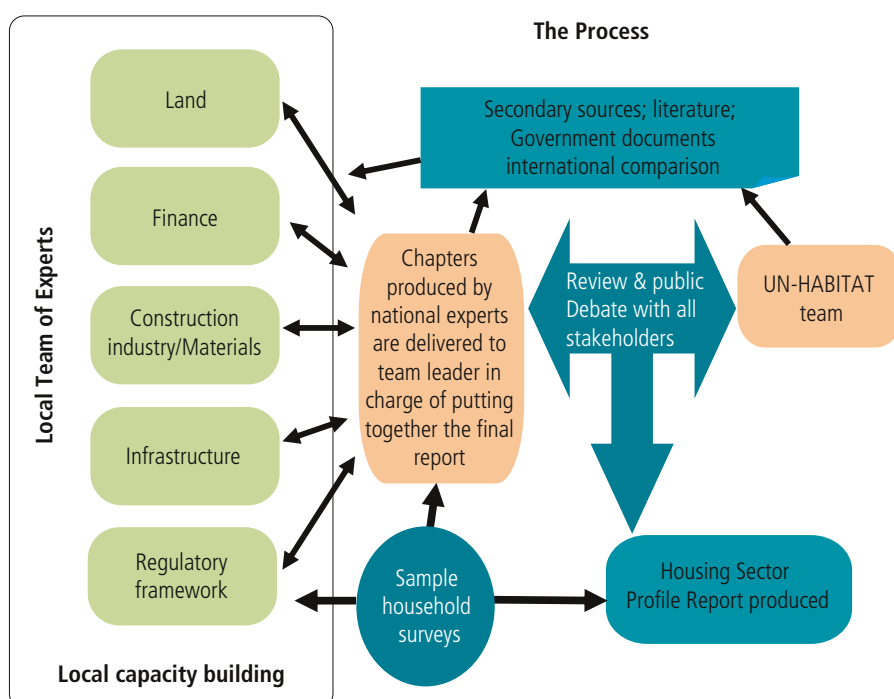 The Process
Local Team of Experts
Land
Finance
Construction
industry/Materials
Infrastructure
Regulatory
framework
Local capacity building
Secondary sources; literature;
Government documents
international comparison
Chapters
produced by
national experts
are delivered to
team leader in
charge of putting
together the final
report
Review & public
Debate with all
stakeholders
UN-HABITAT
team
Sample
household
surveys
Housing Sector
Profile Report produced